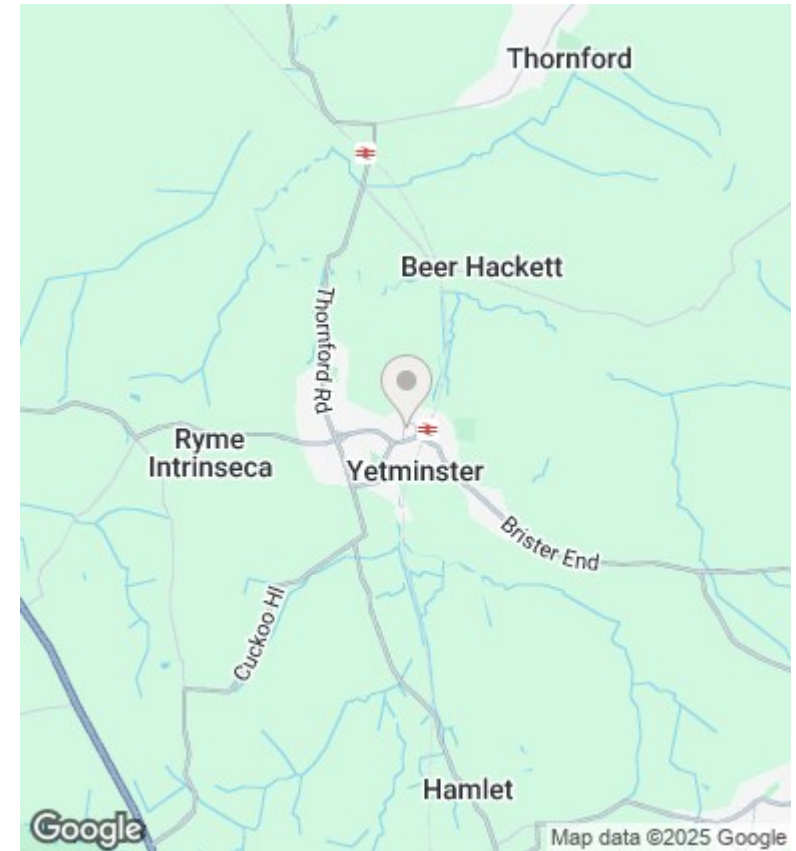 Thornford
Beer Hackett
Thornford Rd
Ryme
Intrinseca
Yetminster
Brister End
Cuckoo Hl
Hamlet
Google
Map data ©2025 Google